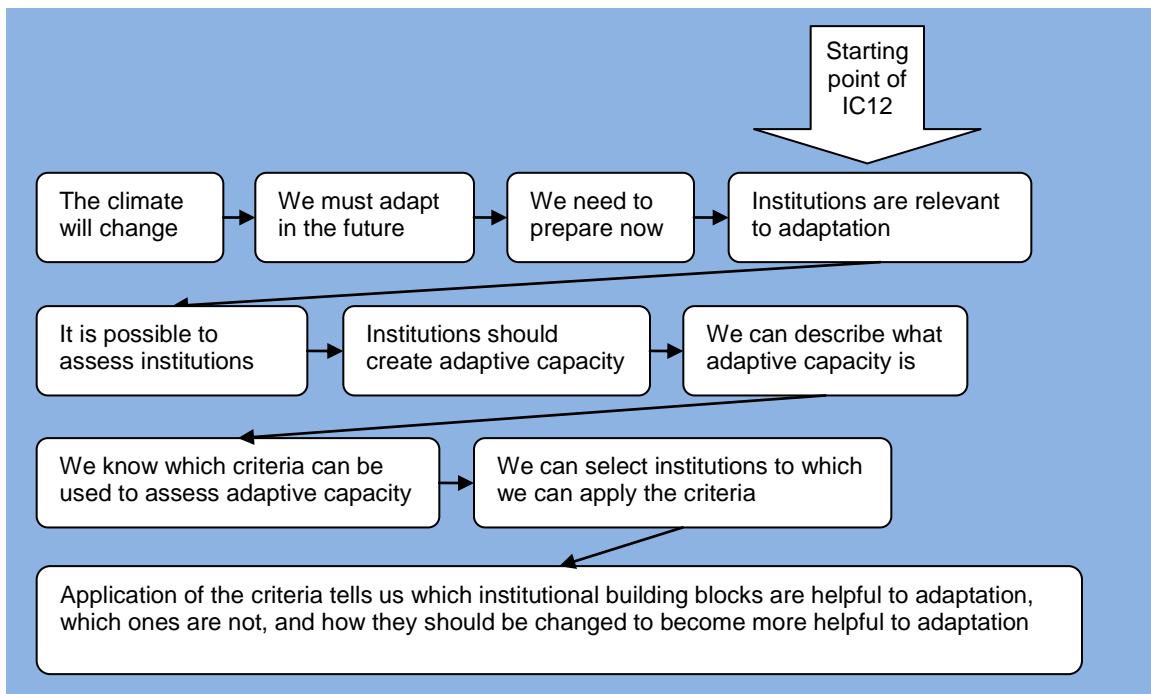 Starting
point of
IC12
The climate
will change
We must adapt
in the future
We need to
prepare now
Institutions are relevant
to adaptation
It is possible to
assess institutions
Institutions should
create adaptive capacity
We can describe what
adaptive capacity is
We know which criteria can be
used to assess adaptive capacity
We can select institutions to which
we can apply the criteria
Application of the criteria tells us which institutional building blocks are helpful to adaptation,
which ones are not, and how they should be changed to become more helpful to adaptation